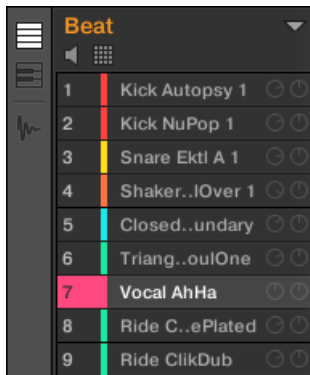 Beat
1 Kick Autopsy 1
2 Kick NuPop 1
3 Snare Ektl A 1
4 Shaker..lOver 1
5 Closed..undary
6 Triang..oulOne
7 Vocal AhHa
8 Ride C..ePlated
9 Ride ClikDub